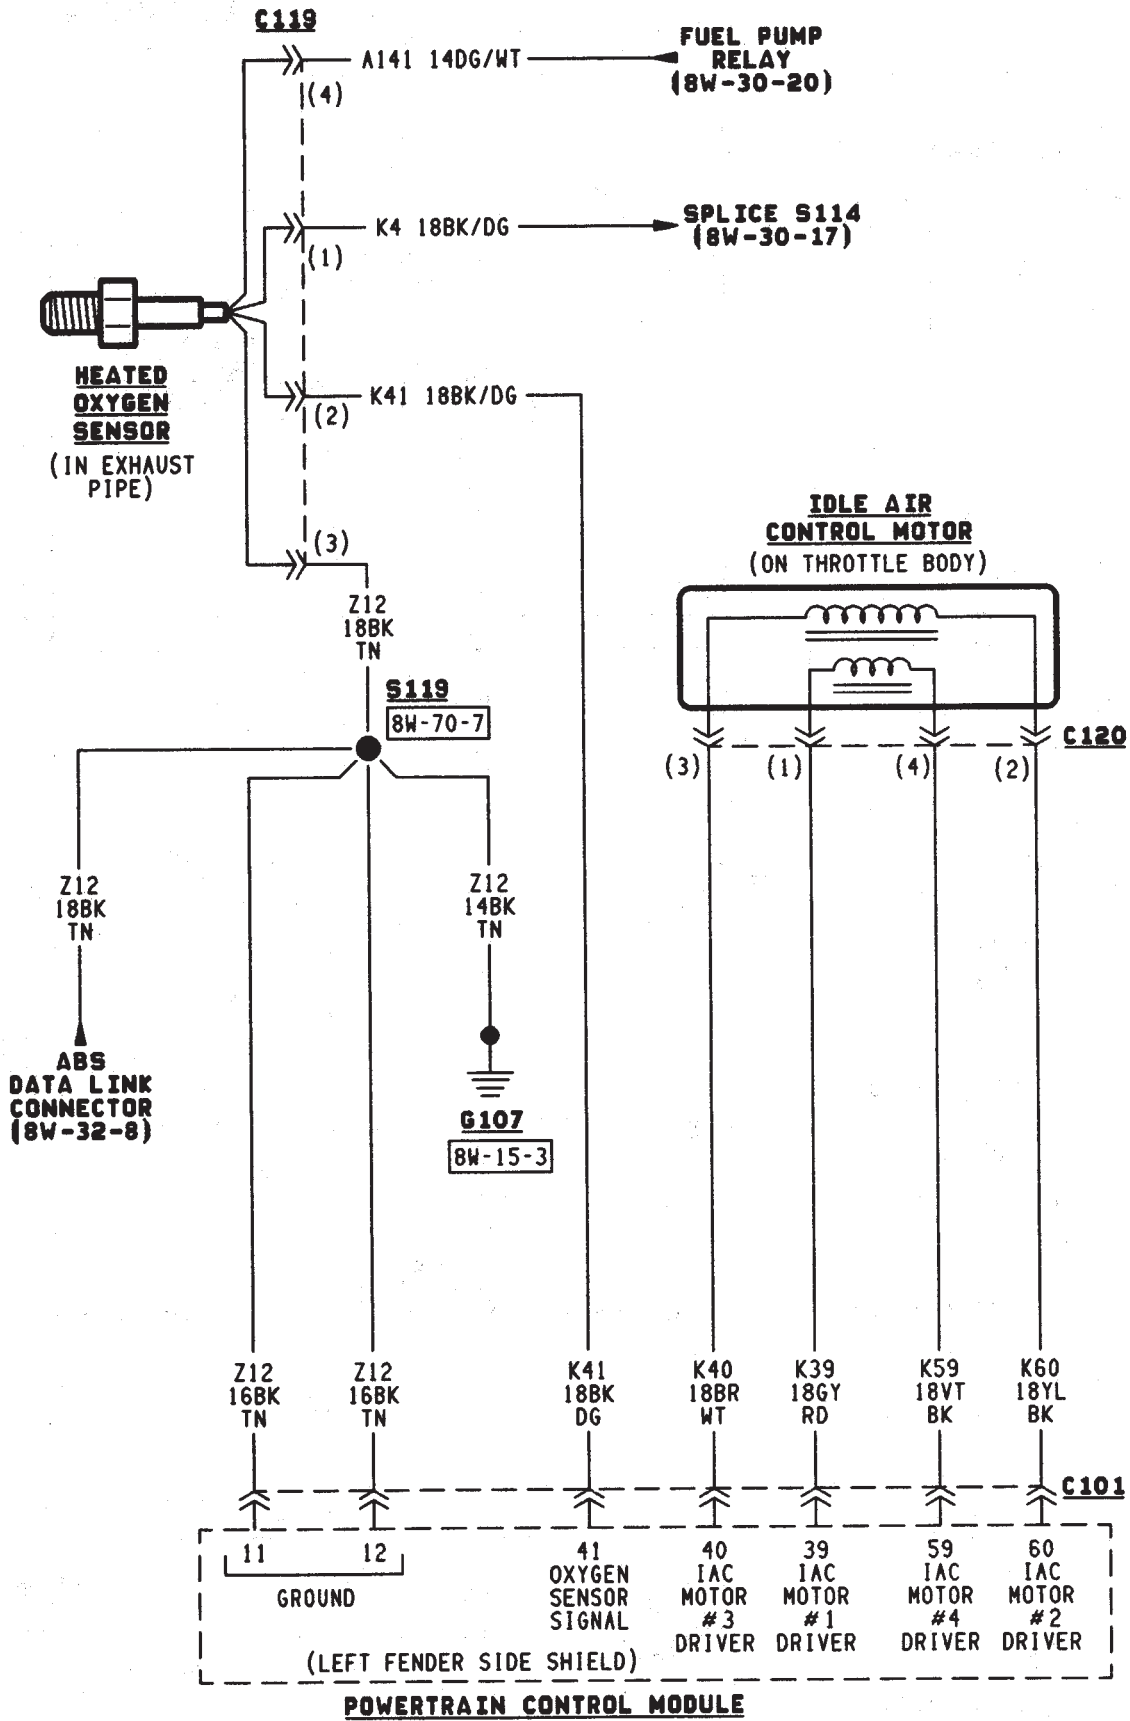 C119
A141 14DG/WT
FUEL PUMP
RELAY
(8W-30-20)
(4)
K4 18BK/DG
SPLICE S114
(8W-30-17)
(1)
HEATED
OXYGEN
SENSOR
(IN EXHAUST
PIPE)
K41 18BK/DG
(2)
(3)
IDLE AIR
CONTROL MOTOR
(ON THROTTLE BODY)
Z12
18BK
TN
S119
8W-70-7
C120
(3)
(1)
(4)
(2)
Z12
18BK
TN
Z12
14BK
TN
ABS
DATA LINK
CONNECTOR
(8W-32-8)
G107
8W-15-3
Z12
16BK
TN
Z12
16BK
TN
K41
18BK
DG
K40
18BR
WT
K39
18GY
RD
K59
18VT
BK
K60
18YL
BK
C101
11
12
GROUND
41
OXYGEN
SENSOR
SIGNAL
40
IAC
MOTOR
#3
DRIVER
39
IAC
MOTOR
#1
DRIVER
59
IAC
MOTOR
#4
DRIVER
60
IAC
MOTOR
#2
DRIVER
(LEFT FENDER SIDE SHIELD)
POWERTRAIN CONTROL MODULE